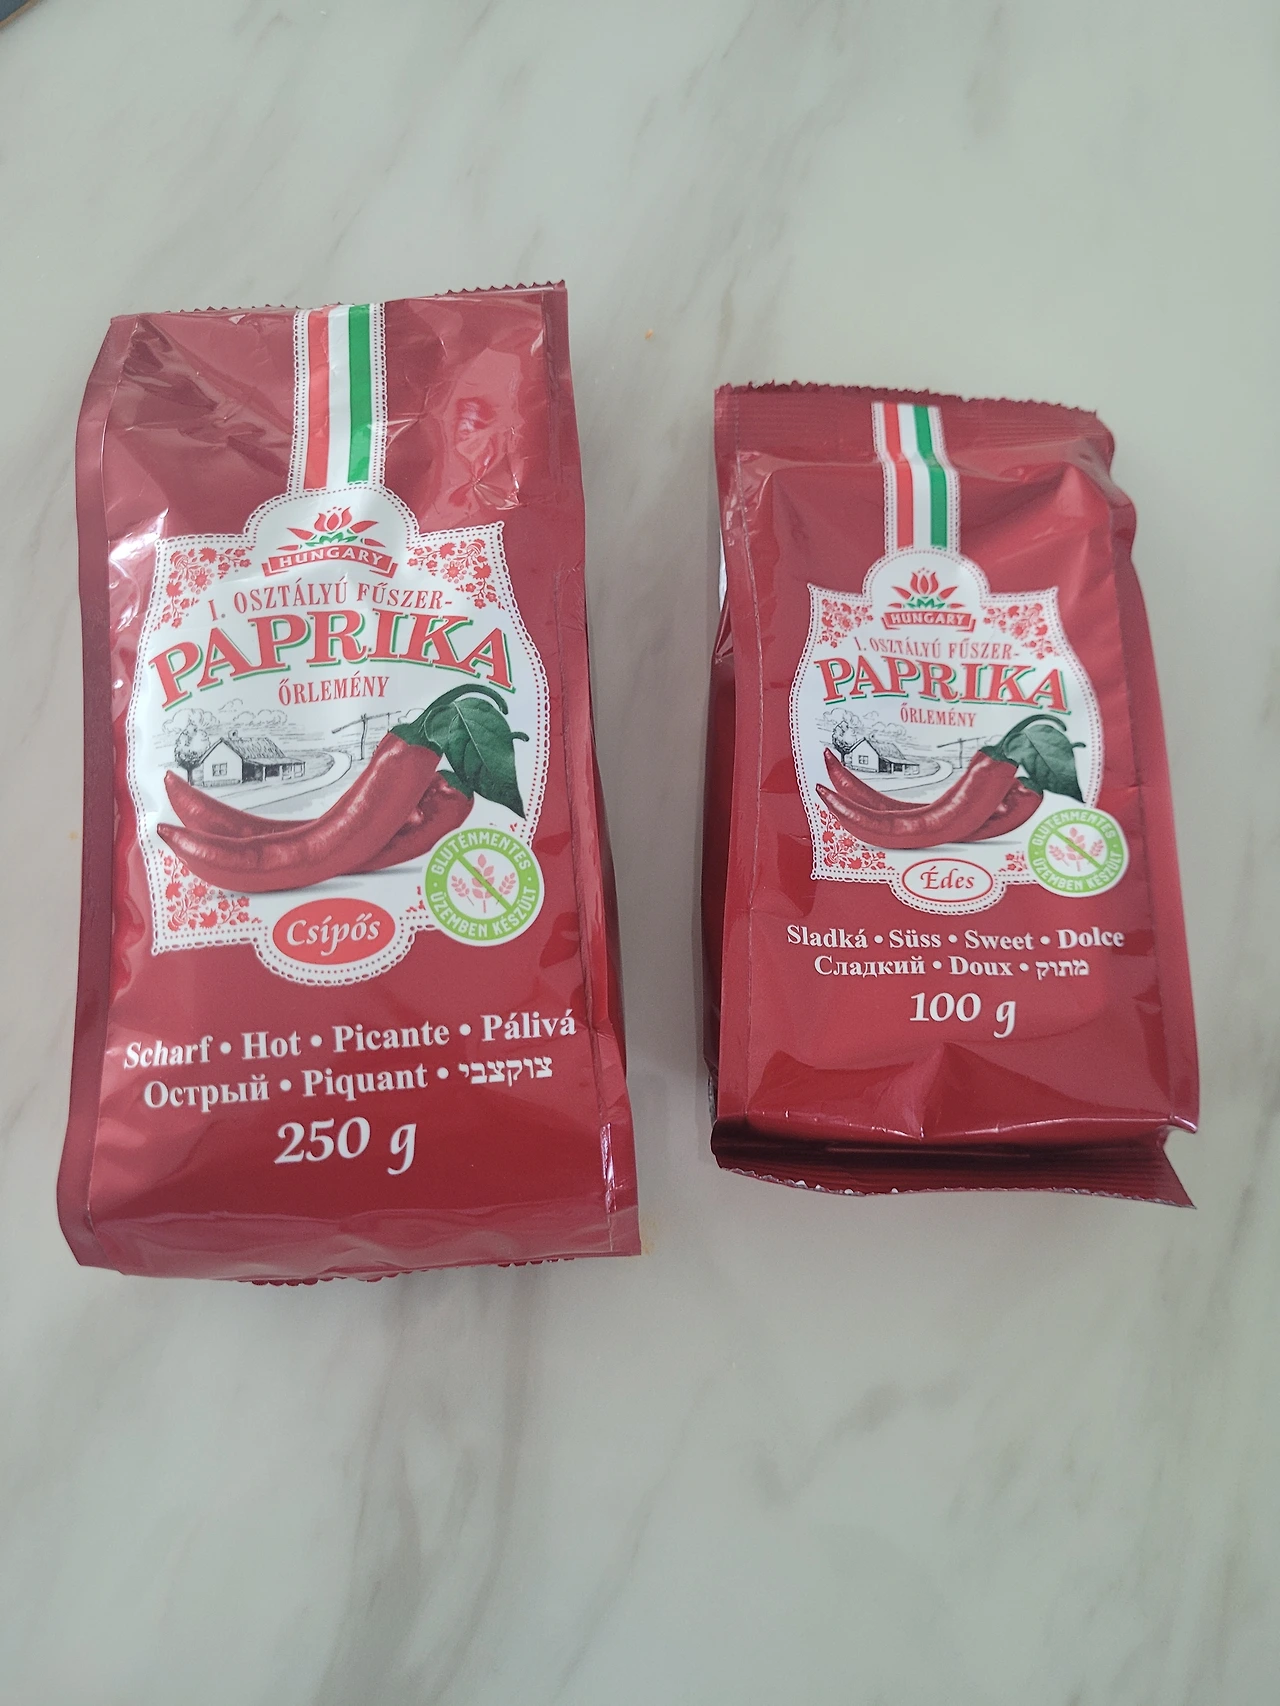 HUNGARY
I. OSZTÁLYÚ FŰSZER-
PAPRIKA
ŐRLEMÉNY
GLUTÉNMENTES
ÜZEMBEN KÉSZÜLT
Csípős
Scharf • Hot • Picante • Pálivá
Острый • Piquant • צוקצבי
250 g
HUNGARY
I. OSZTÁLYÚ FŰSZER-
PAPRIKA
ŐRLEMÉNY
GLUTÉNMENTES
ÜZEMBEN KÉSZÜLT
Édes
Sladká • Süss • Sweet • Dolce
Сладкий • Doux • מתוק
100 g